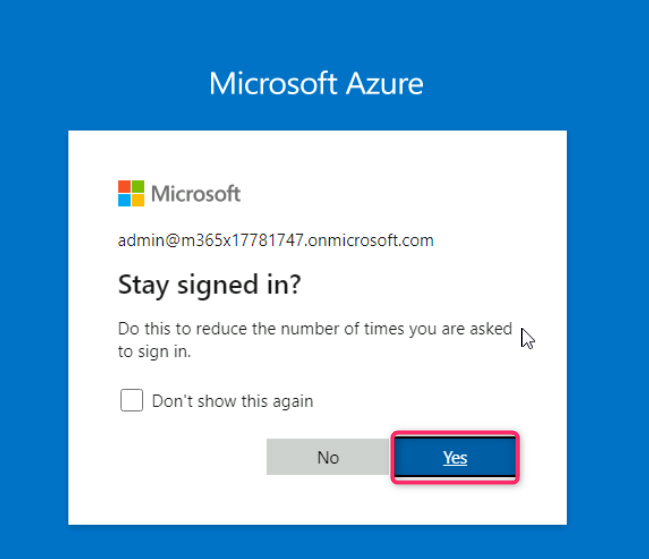 Microsoft Azure
Microsoft
admin@m365x17781747.onmicrosoft.com
Stay signed in?
Do this to reduce the number of times you are asked
to sign in.
Don't show this again
No
Yes